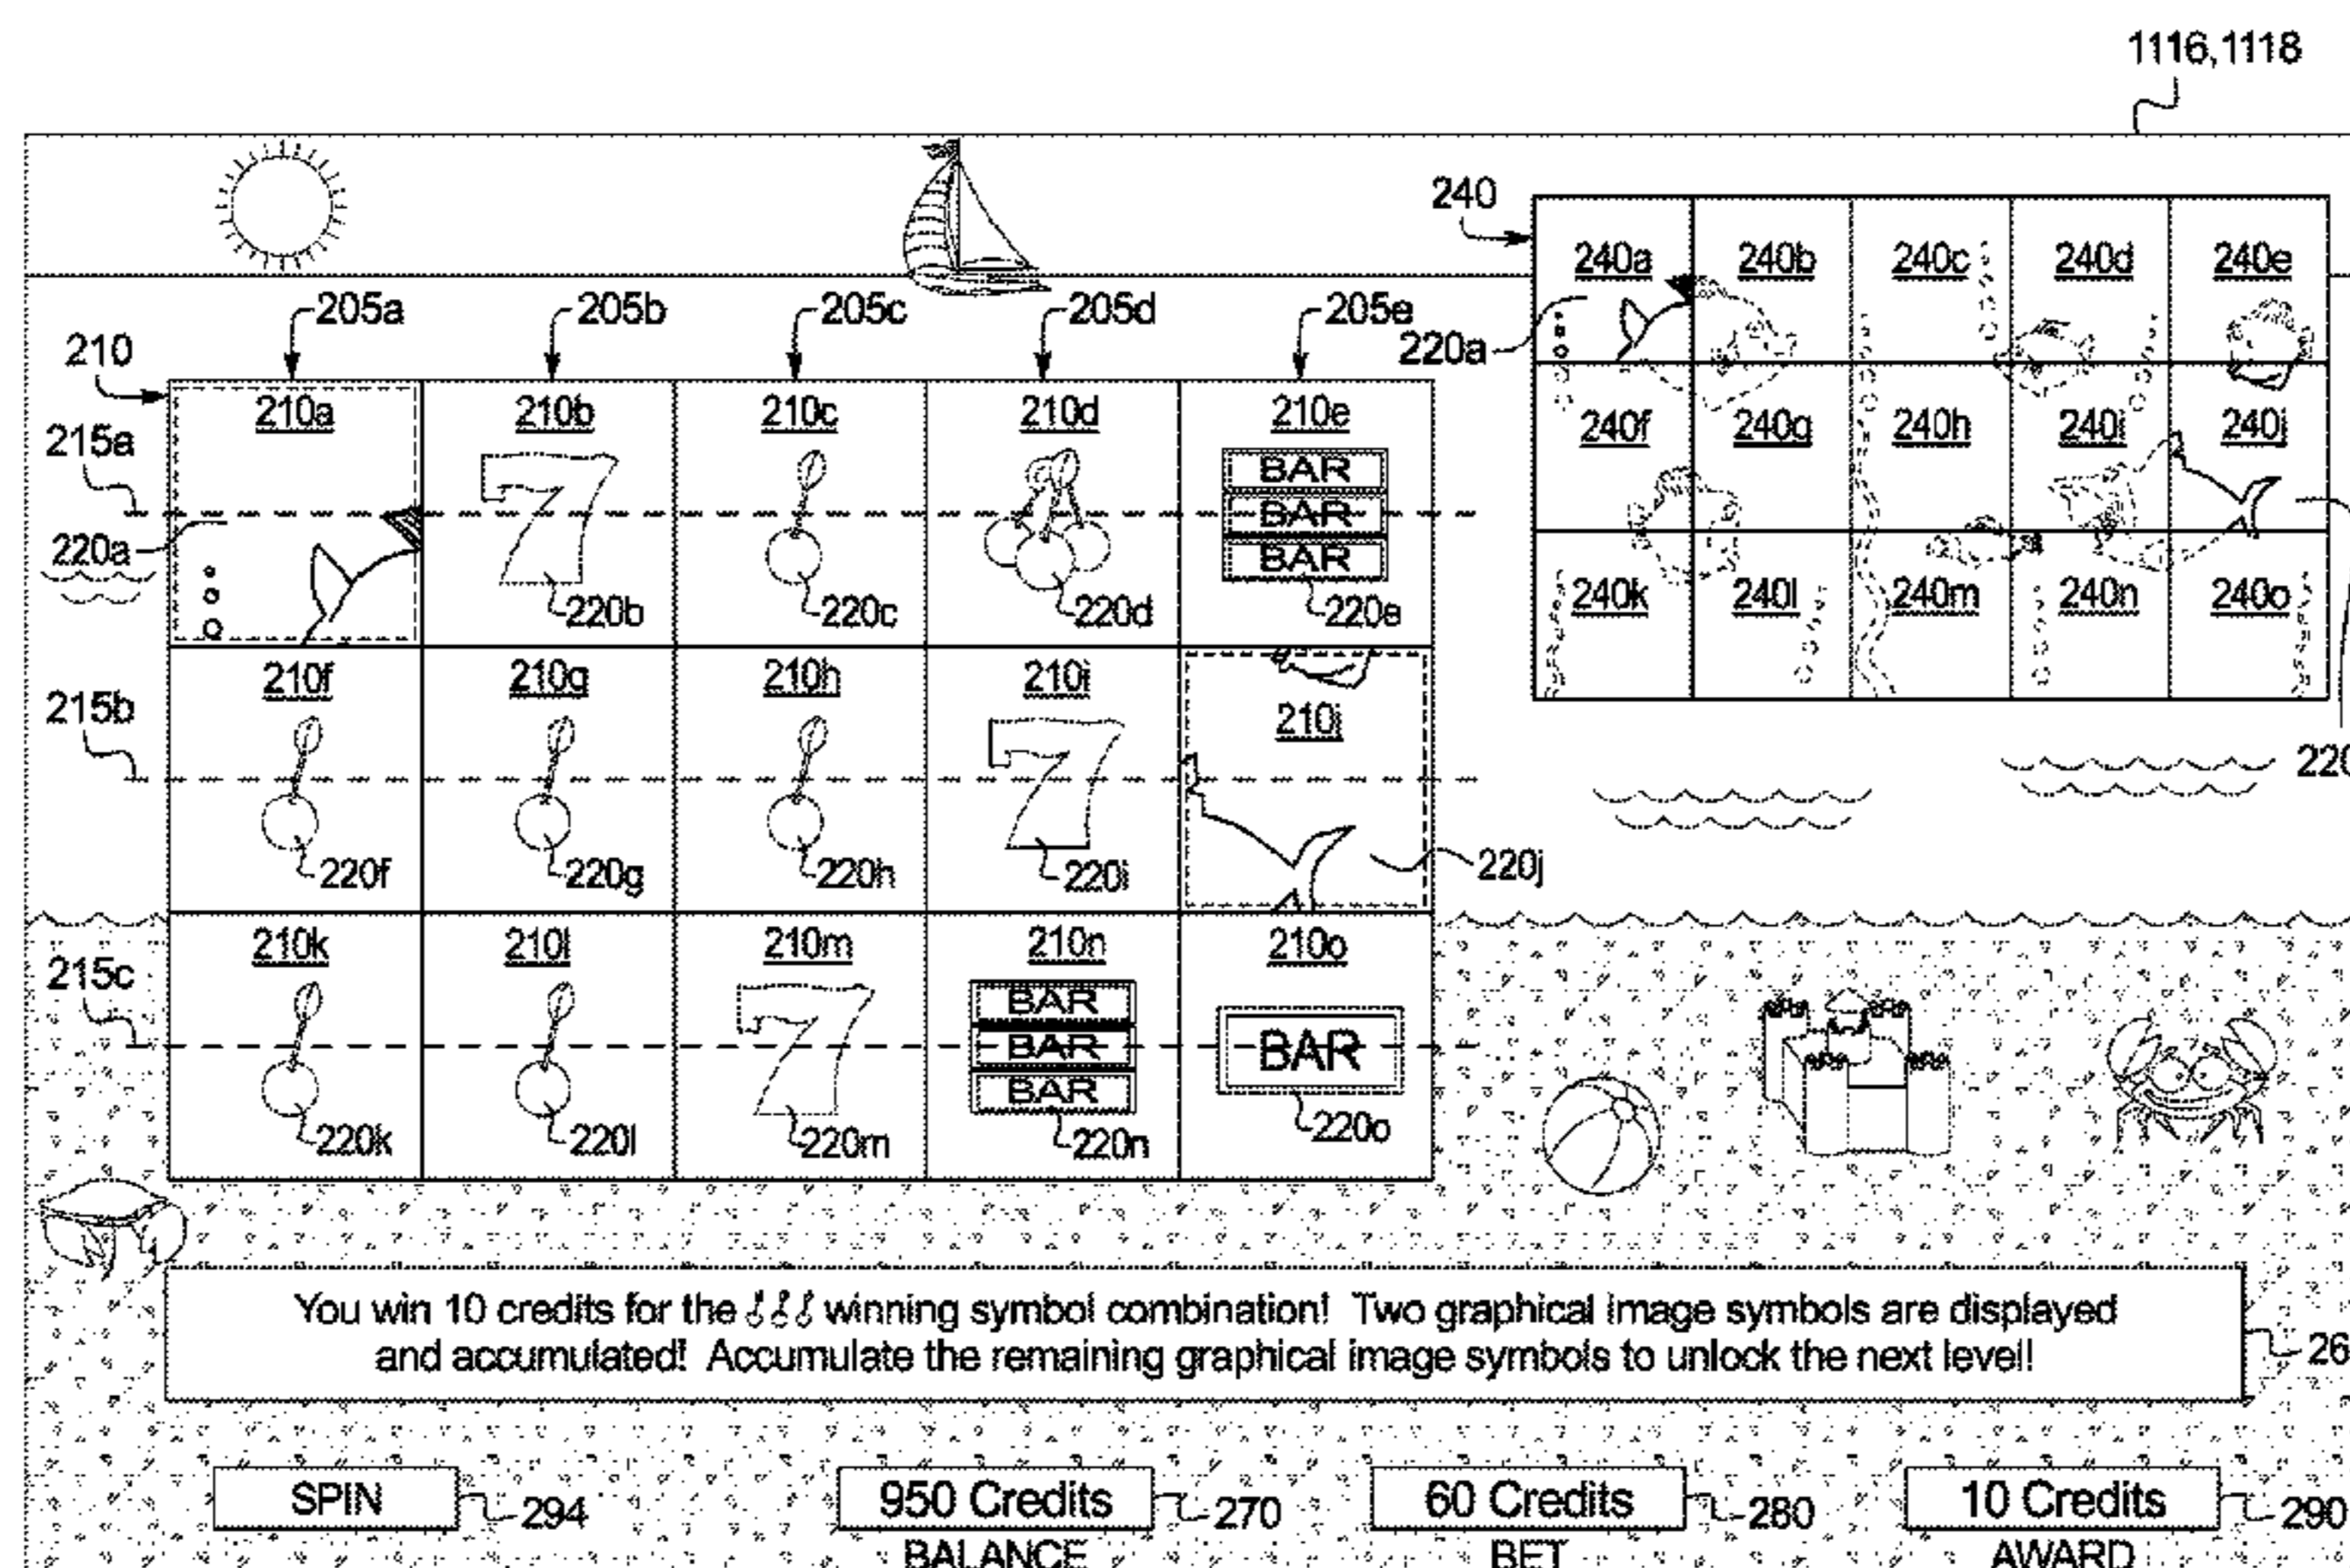 1116,1118
240
240a 240b 240c 240d 240e
220a
205a 205b 205c 205d 205e
210
210a 210b 210c 210d 210e
215a
BAR
BAR
BAR
220a
220b 220c 220d 220e
240f 240g 240h 240i 240j
240k 240l 240m 240n 240o
210f 210g 210h 210i 210j
215b
220f 220g 220h 220i 220j
210k 210l 210m 210n 210o
215c
BAR
BAR
BAR
BAR
220k 220l 220m 220n 220o
You win 10 credits for the winning symbol combination! Two graphical image symbols are displayed
and accumulated! Accumulate the remaining graphical image symbols to unlock the next level!
SPIN 294 950 Credits 270 60 Credits 280 10 Credits 290
BALANCE BET AWARD